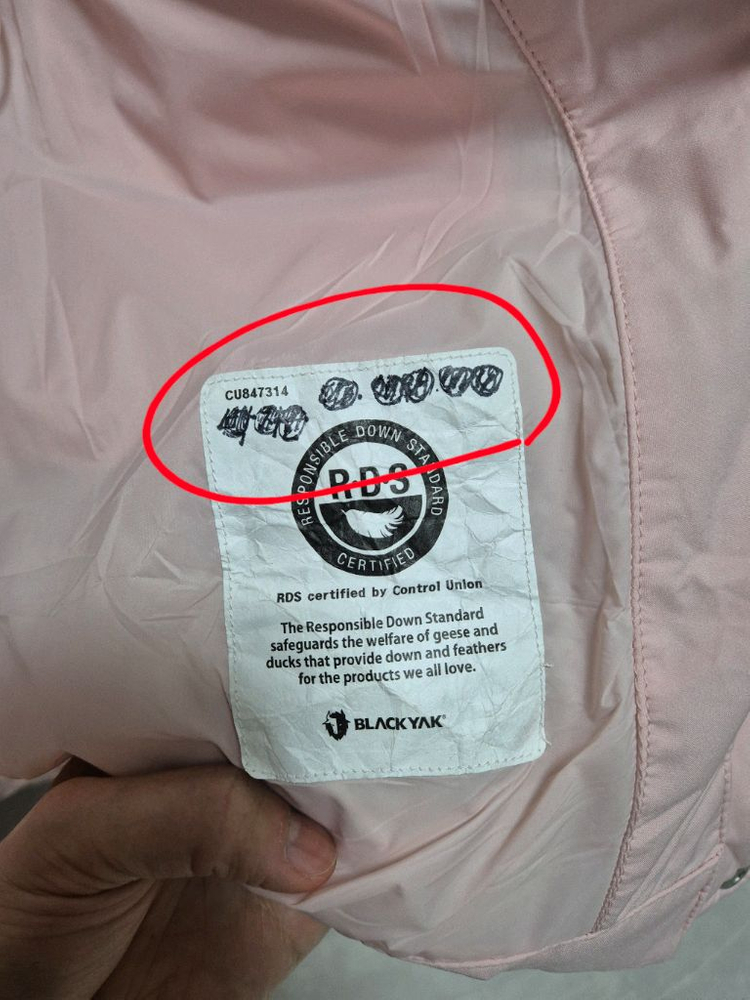 CU847314
RESPONSIBLE DOWN STANDARD
R·D·S
CERTIFIED
RDS certified by Control Union
The Responsible Down Standard
safeguards the welfare of geese and
ducks that provide down and feathers
for the products we all love.
BLACKYAK®